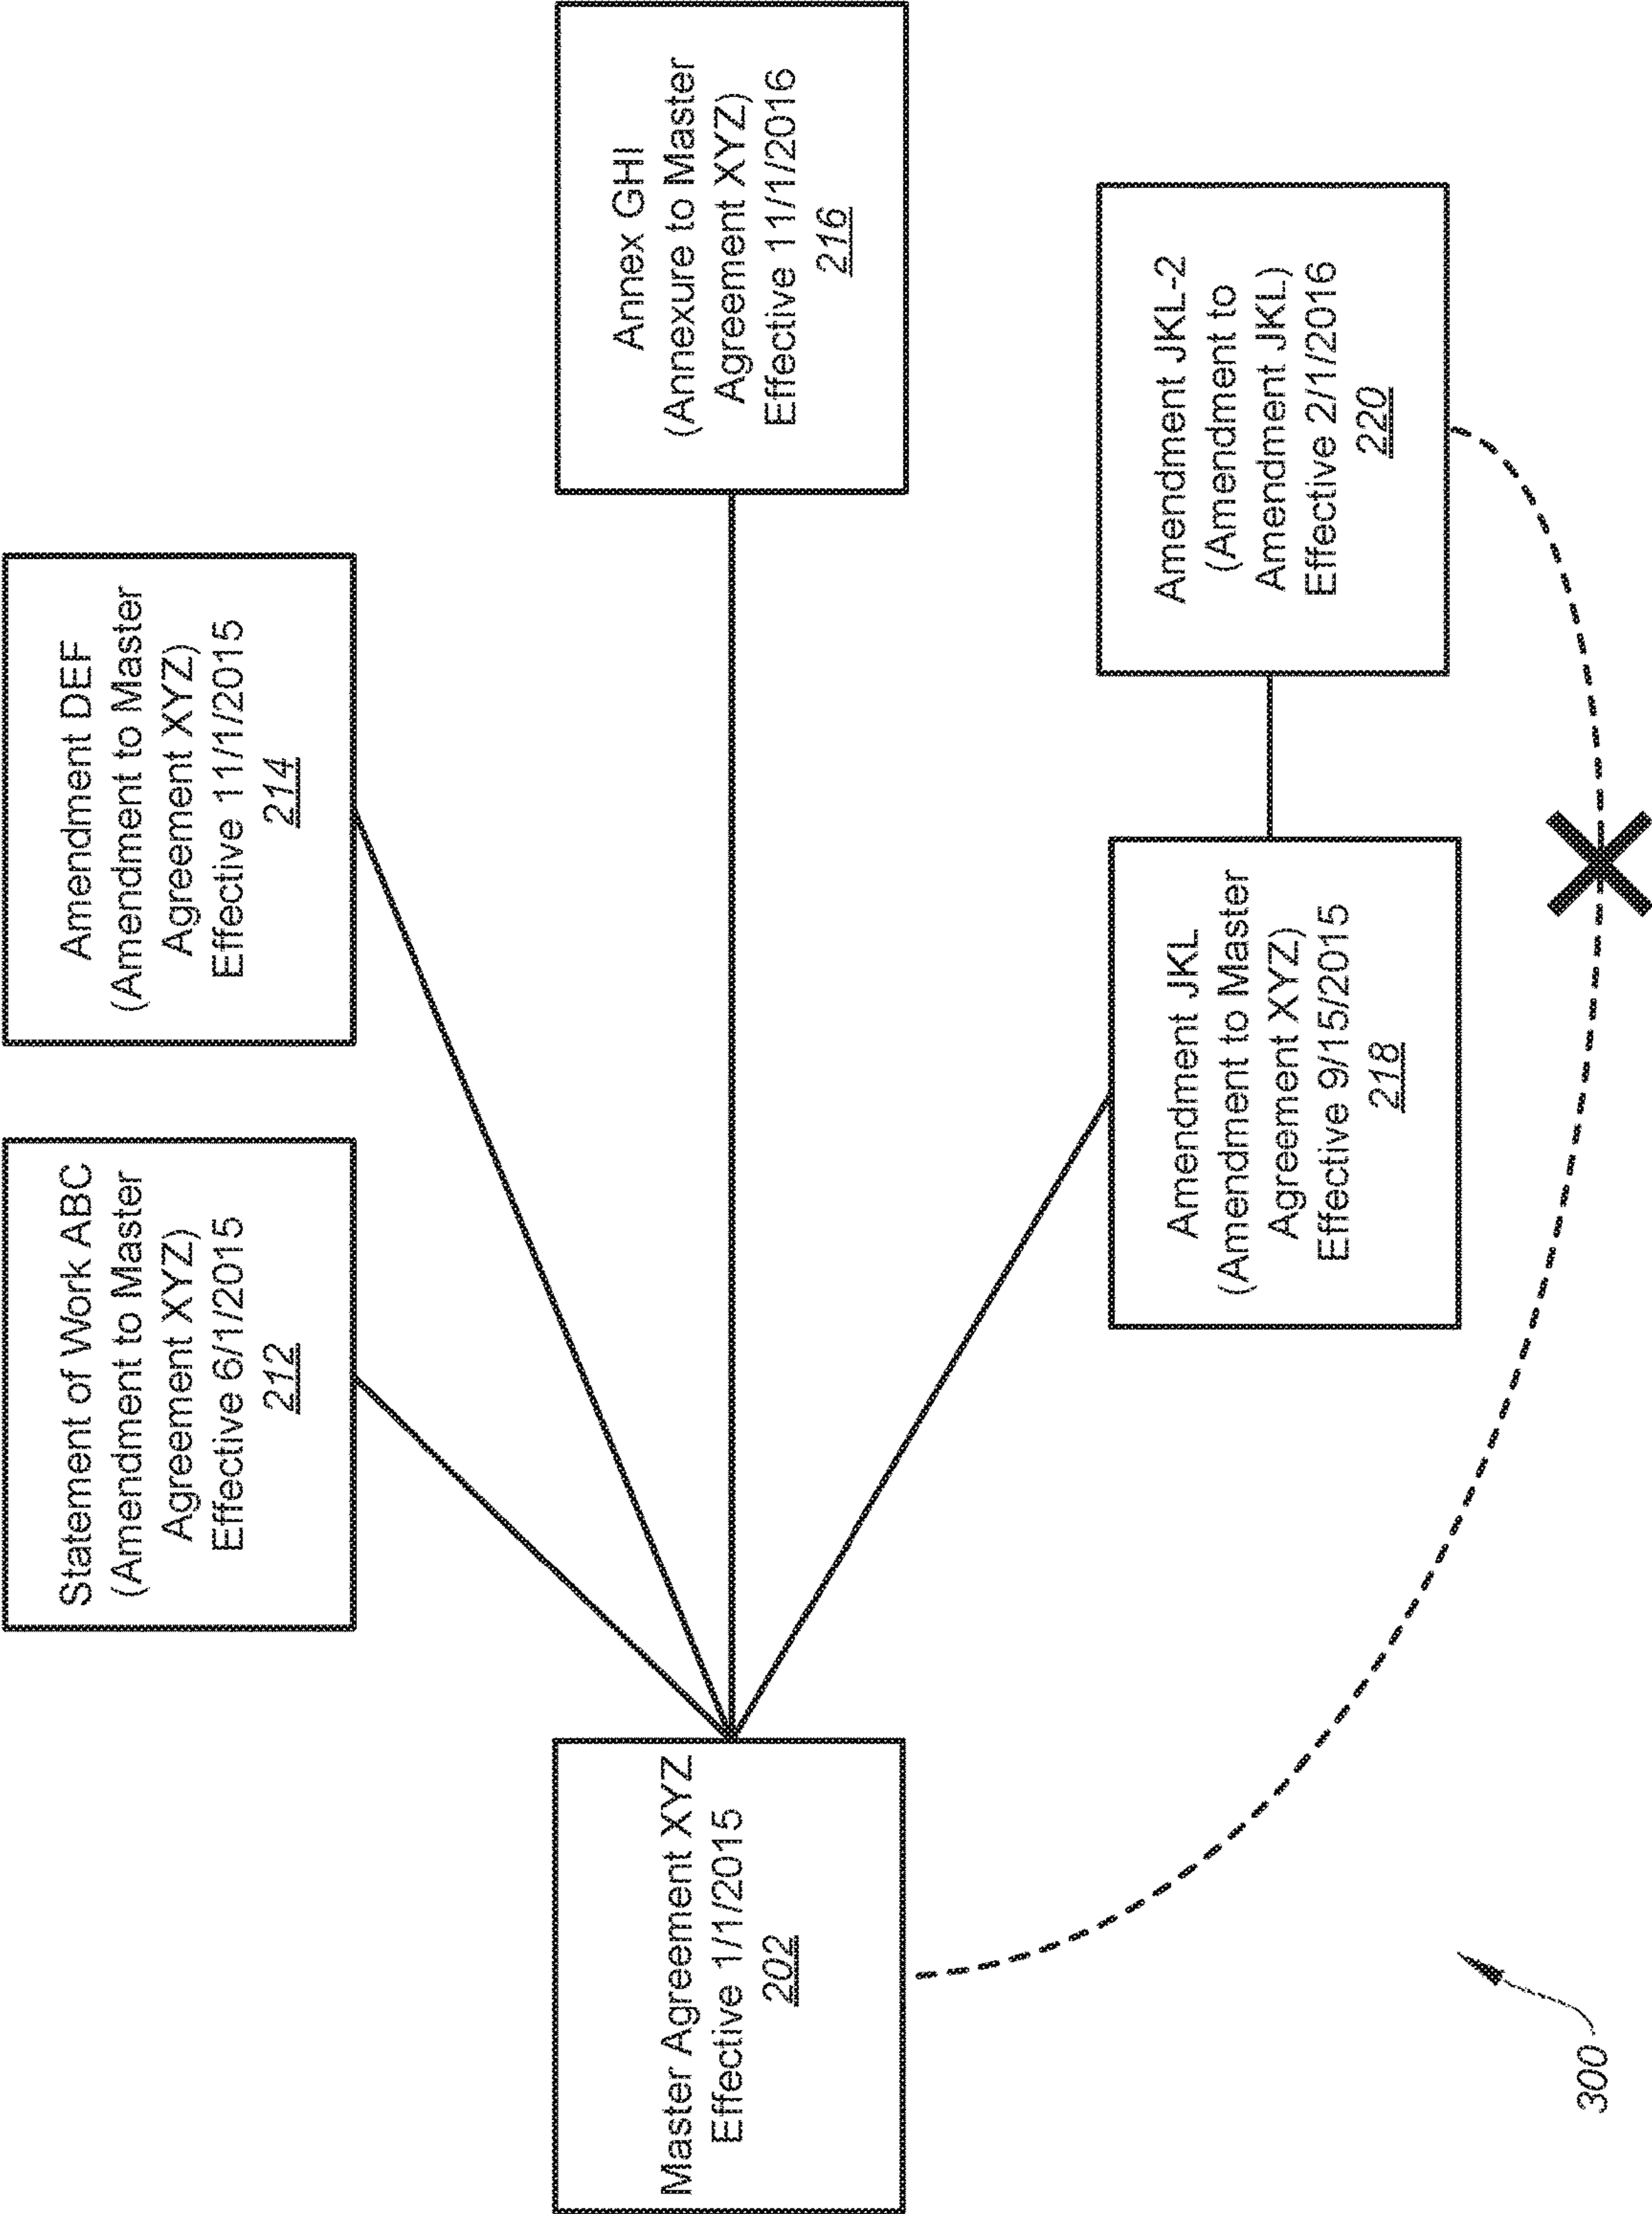 Statement of Work ABC
(Amendment to Master
Agreement XYZ)
Effective 6/1/2015
212
Amendment DEF
(Amendment to Master
Agreement XYZ)
Effective 11/1/2015
214
Master Agreement XYZ
Effective 1/1/2015
202
Annex GHI
(Annexure to Master
Agreement XYZ)
Effective 11/1/2016
216
Amendment JKL
(Amendment to Master
Agreement XYZ)
Effective 9/15/2015
218
Amendment JKL-2
(Amendment to
Amendment JKL)
Effective 2/1/2016
220
300